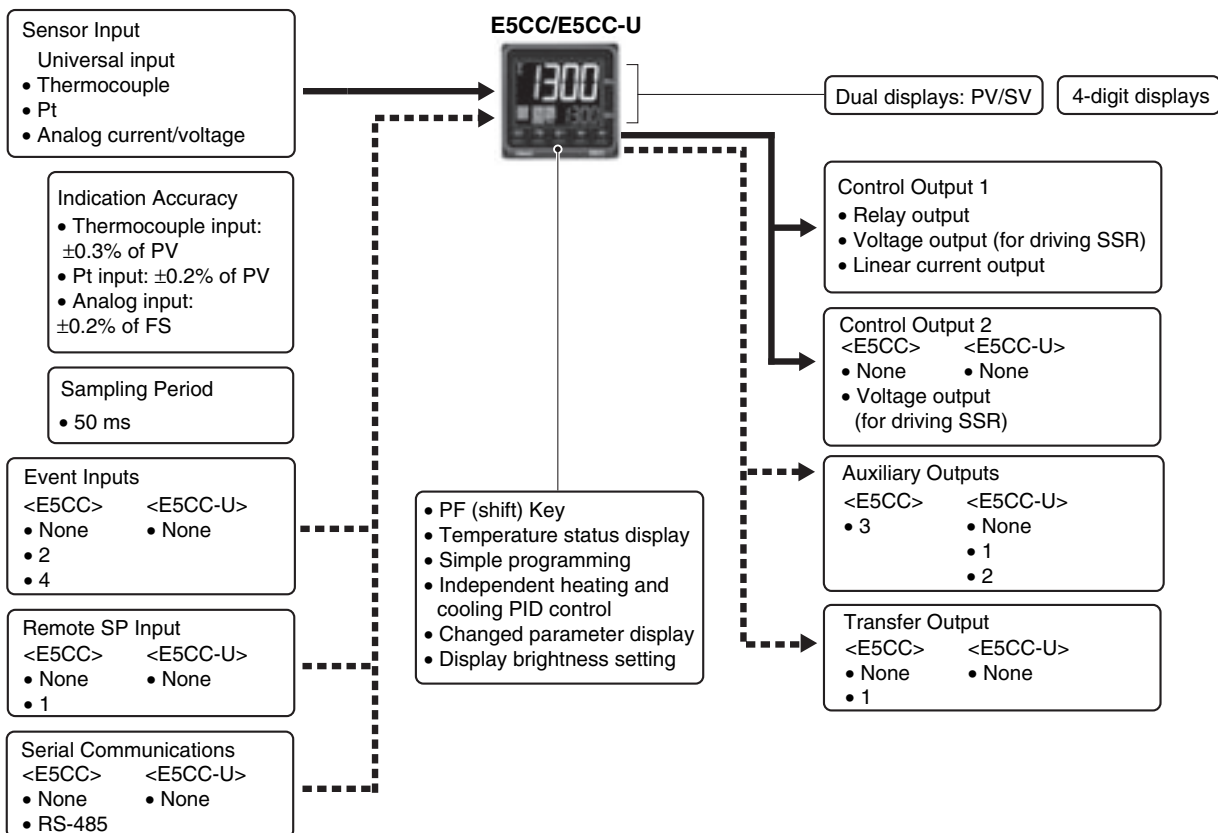 E5CC/E5CC-U
Sensor Input
Universal input
• Thermocouple
• Pt
• Analog current/voltage
1300
1300
Dual displays: PV/SV
4-digit displays
Indication Accuracy
• Thermocouple input:
±0.3% of PV
• Pt input: ±0.2% of PV
• Analog input:
±0.2% of FS
Sampling Period
• 50 ms
Event Inputs
<E5CC> <E5CC-U>
• None • None
• 2
• 4
Remote SP Input
<E5CC> <E5CC-U>
• None • None
• 1
Serial Communications
<E5CC> <E5CC-U>
• None • None
• RS-485
• PF (shift) Key
• Temperature status display
• Simple programming
• Independent heating and
cooling PID control
• Changed parameter display
• Display brightness setting
Control Output 1
• Relay output
• Voltage output (for driving SSR)
• Linear current output
Control Output 2
<E5CC> <E5CC-U>
• None • None
• Voltage output
(for driving SSR)
Auxiliary Outputs
<E5CC> <E5CC-U>
• 3 • None
• 1
• 2
Transfer Output
<E5CC> <E5CC-U>
• None • None
• 1